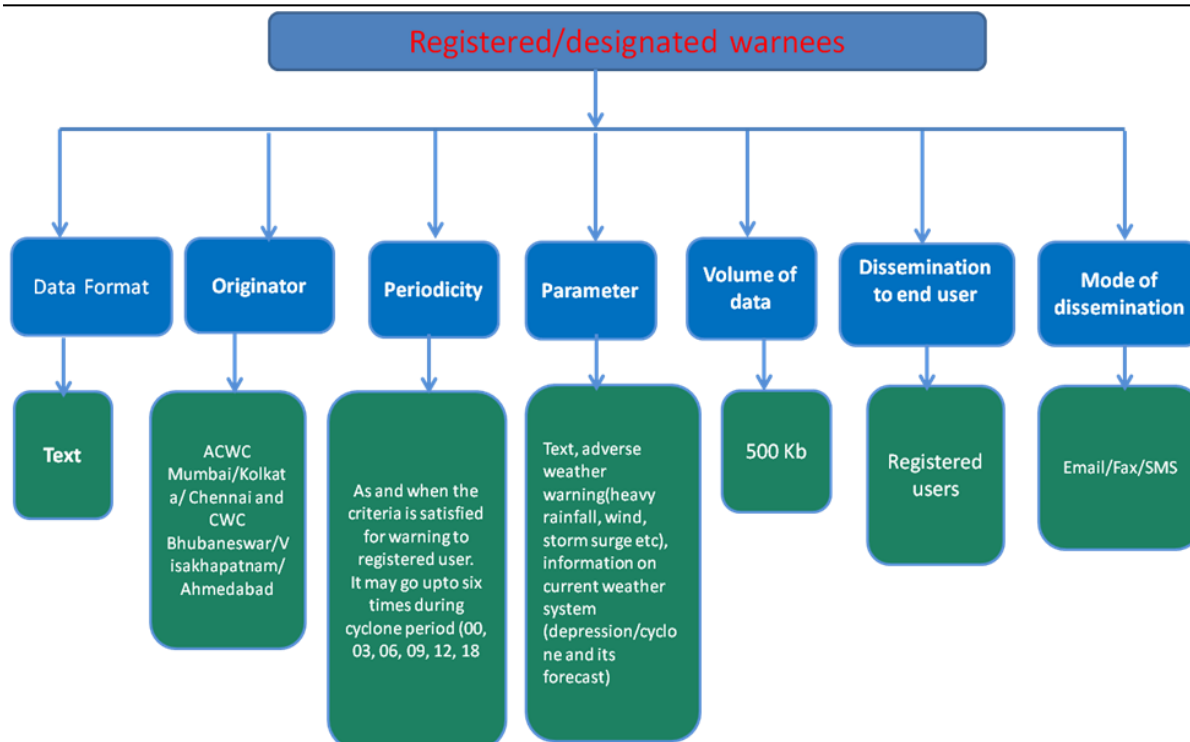 Registered/designated warnees
Data Format
Originator
Periodicity
Parameter
Volume of
data
Dissemination
to end user
Mode of
dissemination
Text
ACWC
Mumbai/Kolkat
a/ Chennai and
CWC
Bhubaneswar/V
isakhapatnam/
Ahmedabad
As and when the
criteria is satisfied
for warning to
registered user.
It may go upto six
times during
cyclone period (00,
03, 06, 09, 12, 18
Text, adverse
weather
warning(heavy
rainfall, wind,
storm surge etc),
information on
current weather
system
(depression/cyclo
ne and its
forecast)
500 Kb
Registered
users
Email/Fax/SMS